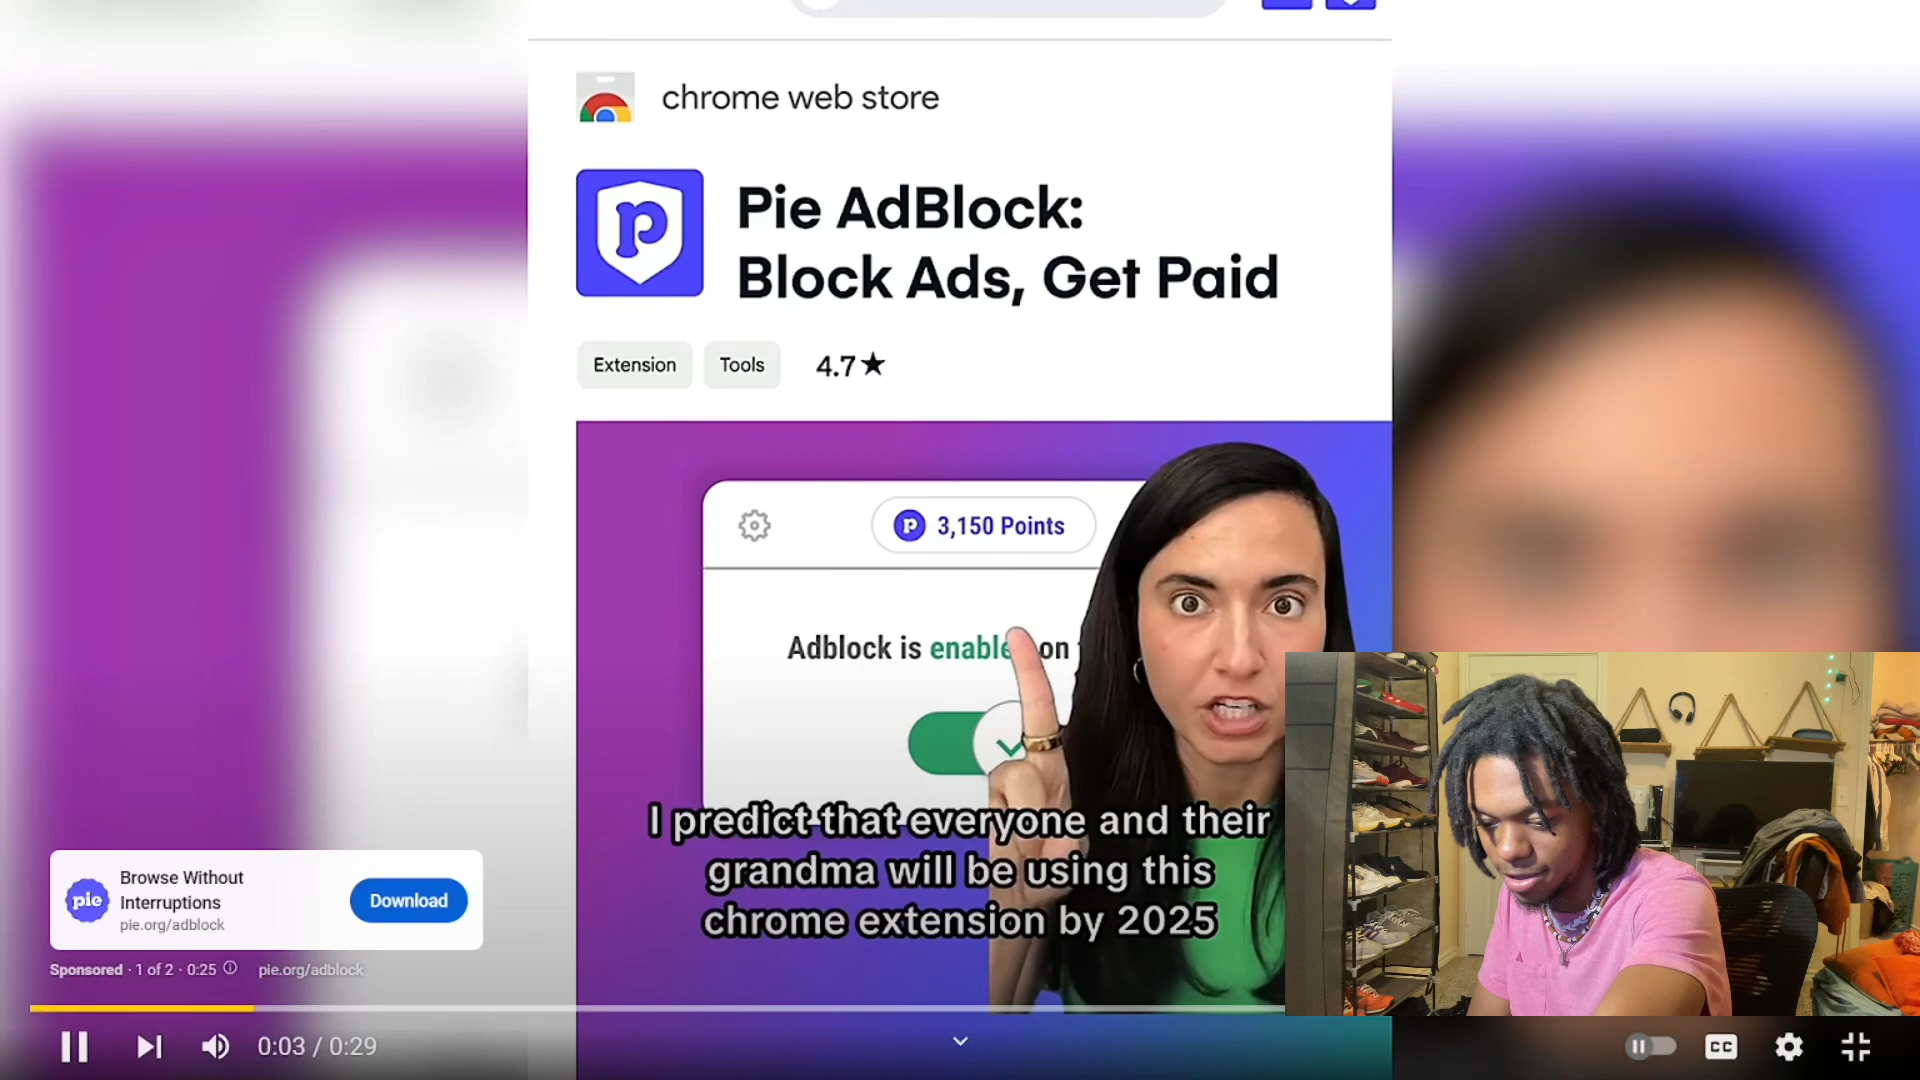 chrome web store
Pie AdBlock:
Block Ads, Get Paid
Extension
Tools
4.7★
3,150 Points
Adblock is enable on
I predict that everyone and their
grandma will be using this
chrome extension by 2025
pie
Browse Without
Interruptions
pie.org/adblock
Download
Sponsored · 1 of 2 · 0:25
pie.org/adblock
0:03 / 0:29
CC